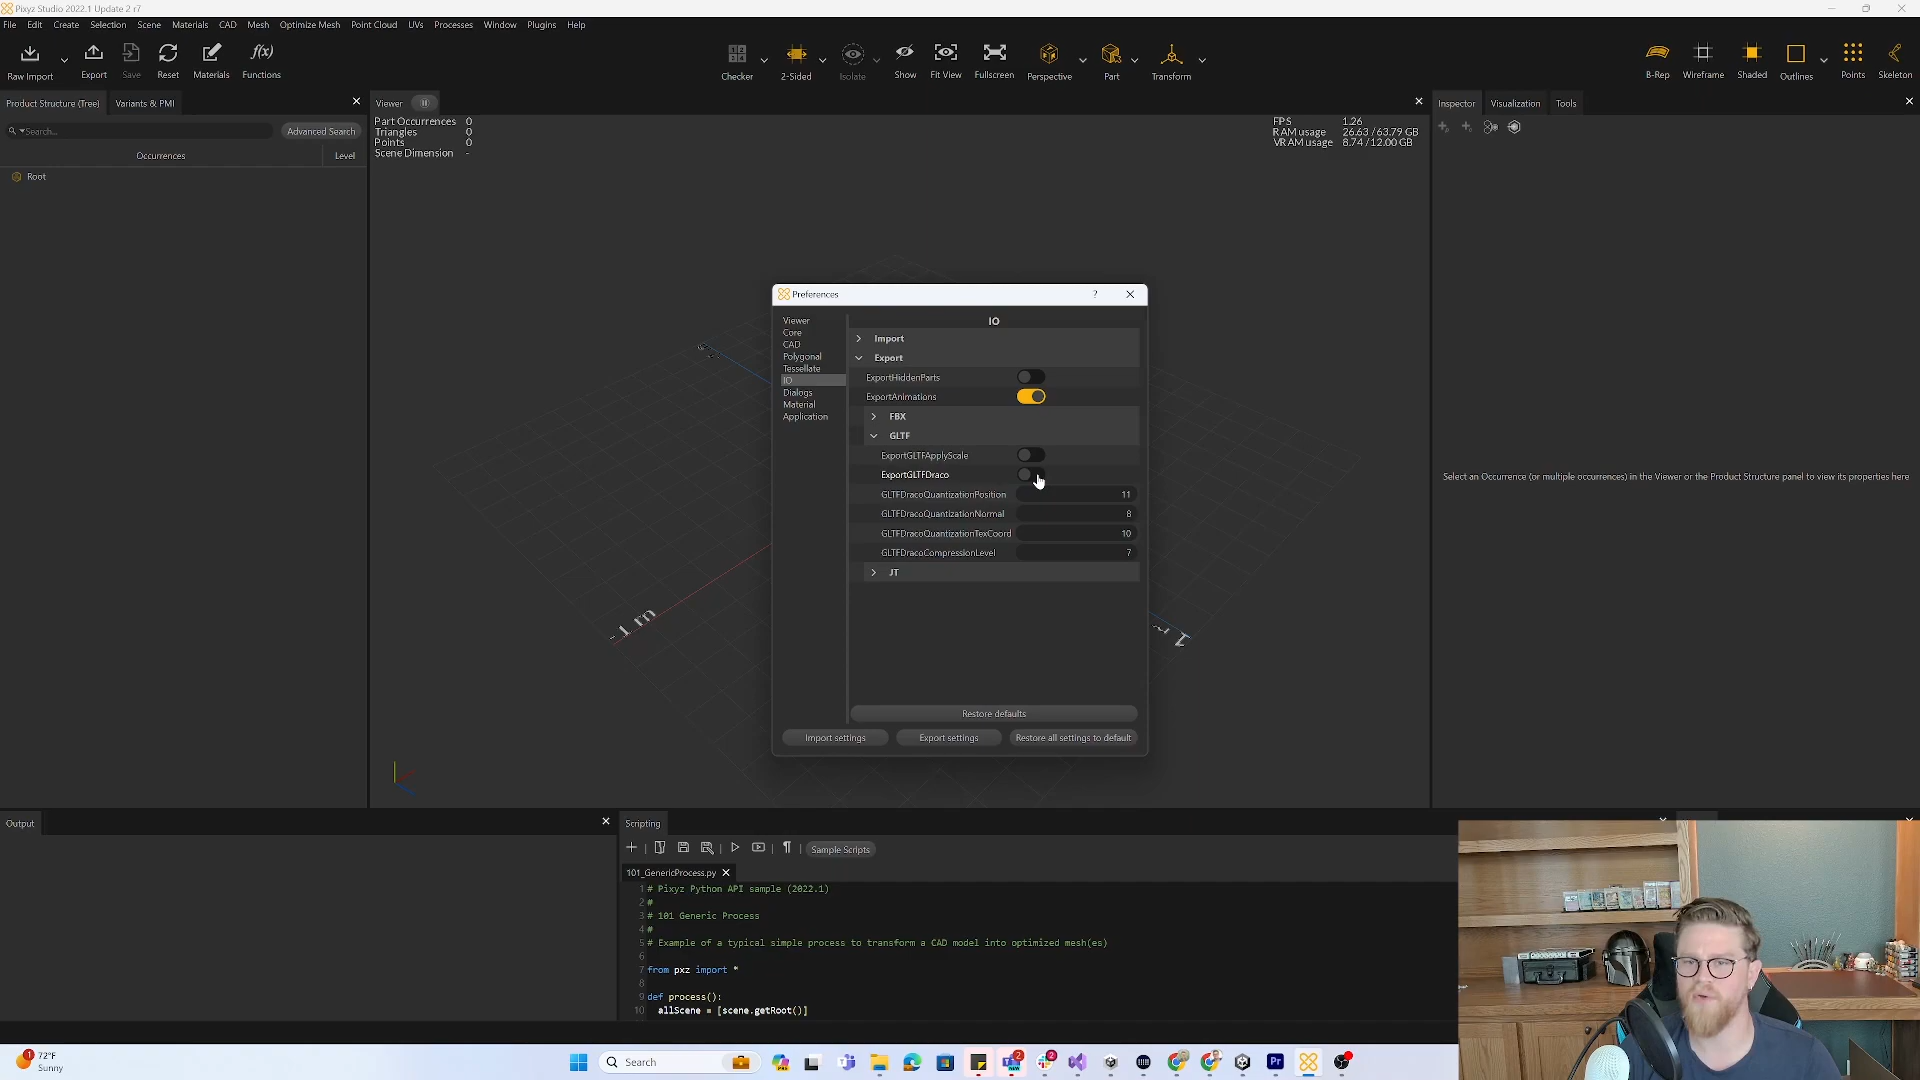 Pixyz Studio 2022.1 Update 2 r7
File Edit Create Selection Scene Materials CAD Mesh Optimize Mesh Point Cloud UVs Processes Window Plugins Help
Raw Import Export Save Reset Materials Functions Checker 2-Sided Isolate Show Fit View Fullscreen Perspective Part Transform B-Rep Wireframe Shaded Outlines Points Skeleton
f(x)
Product Structure (Tree) Variants & PMI
Search... Advanced Search
Occurrences Level
Root
Viewer
Part Occurrences 0
Triangles 0
Points 0
Scene Dimension -
FPS 1.26
RAM usage 26.63 / 63.79 GB
VRAM usage 8.74 / 12.00 GB
-1 m
Inspector Visualization Tools
Select an Occurrence (or multiple occurrences) in the Viewer or the Product Structure panel to view its properties here
Preferences ?
Viewer
Core
CAD
Polygonal
Tessellate
IO
Dialogs
Material
Application
IO
Import
Export
ExportHiddenParts
ExportAnimations
FBX
GLTF
ExportGLTFApplyScale
ExportGLTFDraco
GLTFDracoQuantizationPosition 11
GLTFDracoQuantizationNormal 8
GLTFDracoQuantizationTexCoord 10
GLTFDracoCompressionLevel 7
JT
Restore defaults
Import settings Export settings Restore all settings to default
Output
Scripting
Sample Scripts
101_GenericProcess.py
1 # Pixyz Python API sample (2022.1)
2 #
3 # 101 Generic Process
4 #
5 # Example of a typical simple process to transform a CAD model into optimized mesh(es)
6
7 from pxz import *
8
9 def process():
10 allScene = [scene.getRoot()]
1 72°F
Sunny
Search
2
2
Pr